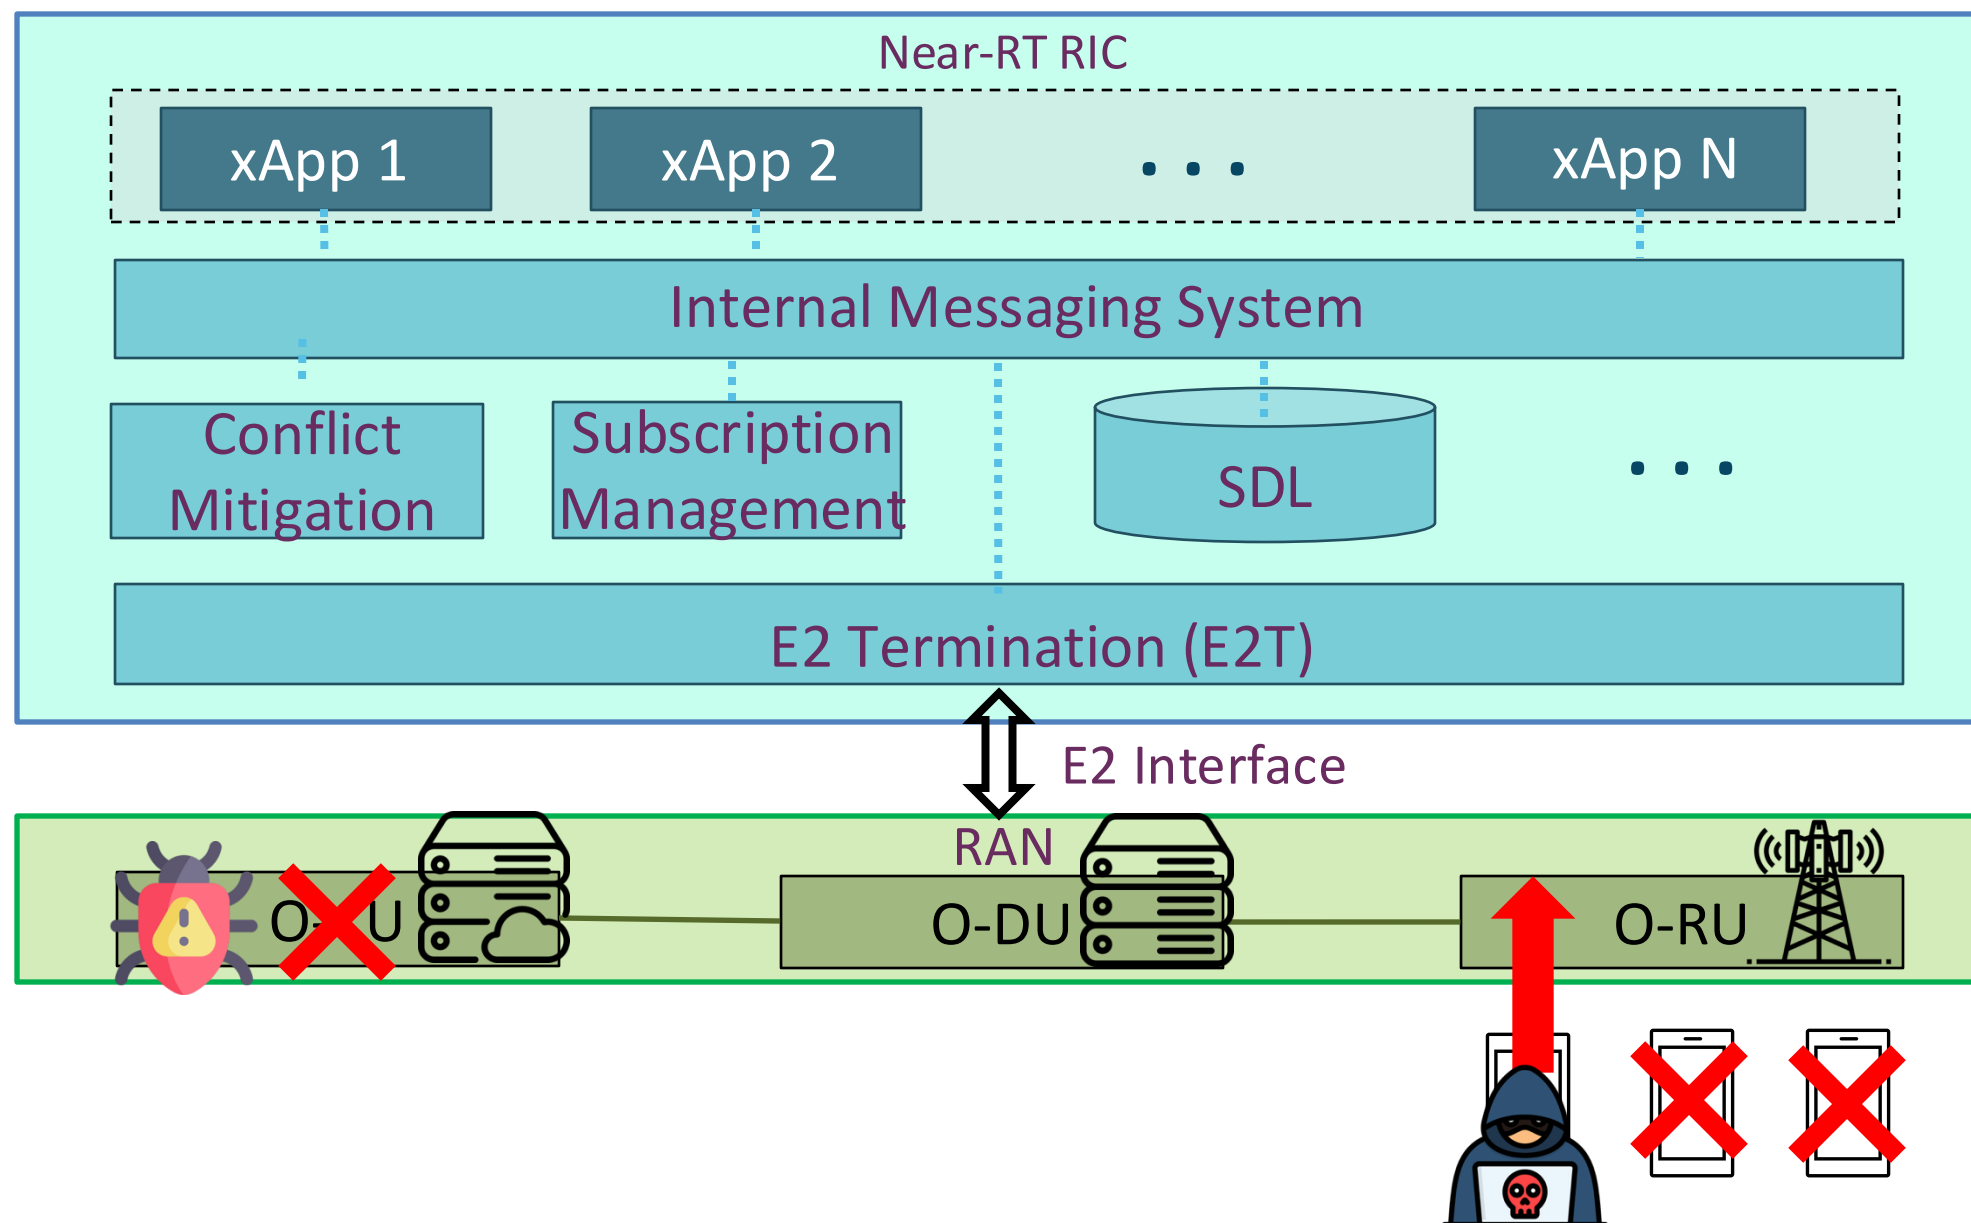 Near-RT RIC
xApp 1
xApp 2
. . .
xApp N
Internal Messaging System
Conflict
Mitigation
Subscription
Management
SDL
. . .
E2 Termination (E2T)
E2 Interface
RAN
O-DU
O-RU